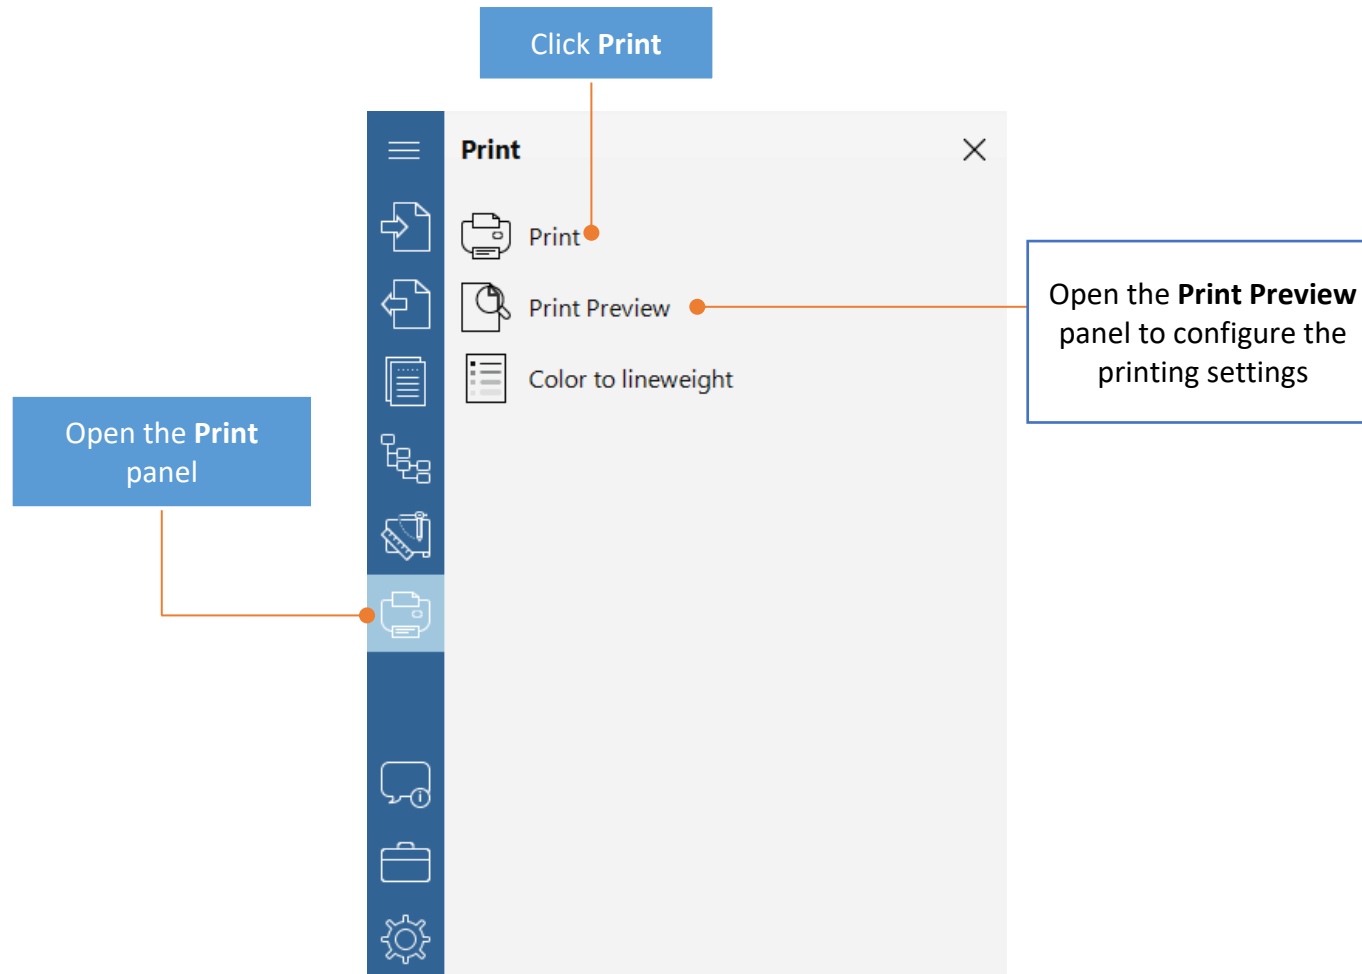 Click Print
Print
Print
Print Preview
Color to lineweight
Open the Print Preview
panel to configure the
printing settings
Open the Print
panel